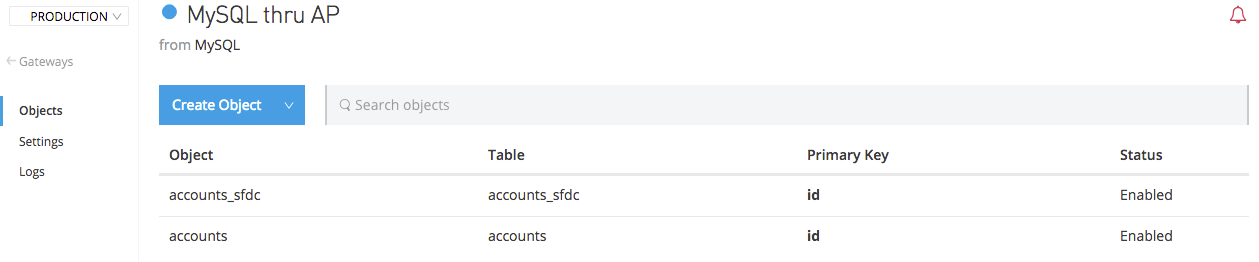 PRODUCTION
MySQL thru AP
from MySQL
Gateways
Objects
Settings
Logs
Create Object
Search objects
Object Table Primary Key Status
accounts_sfdc accounts_sfdc id Enabled
accounts accounts id Enabled